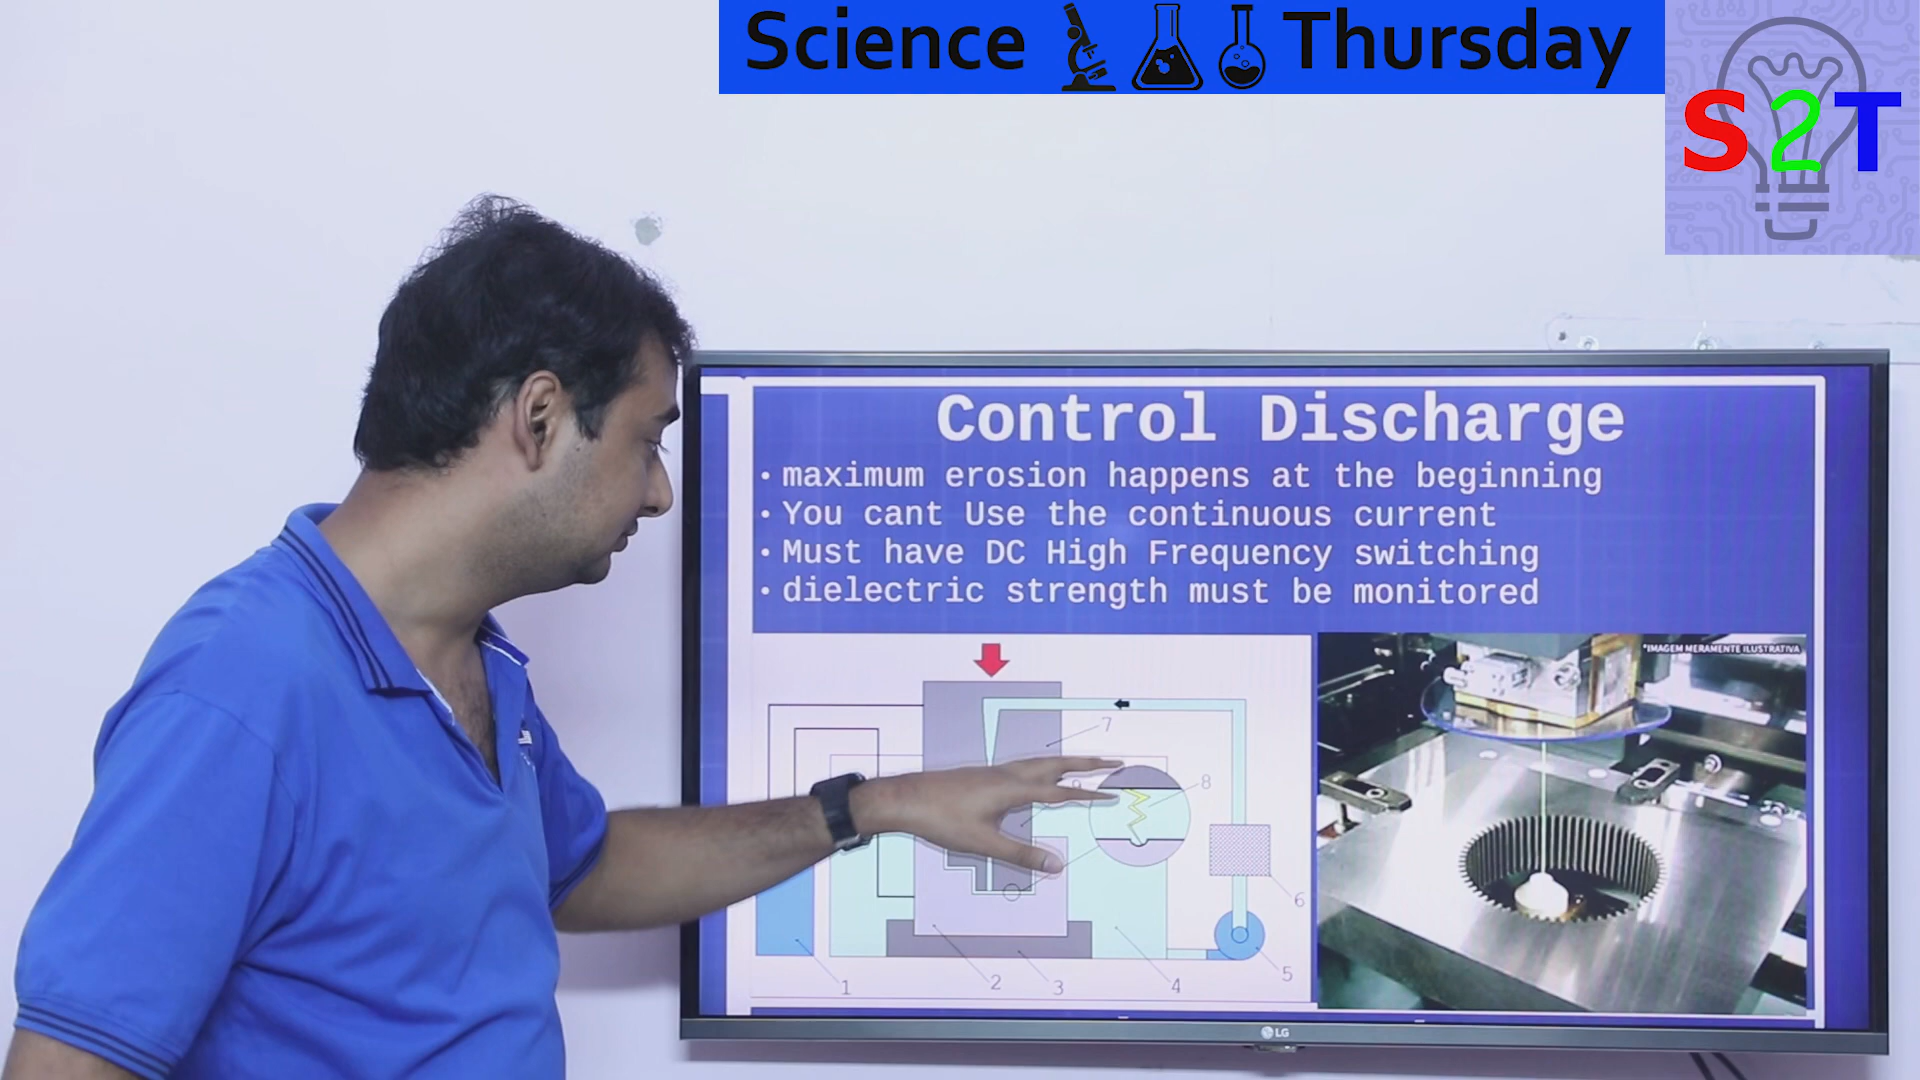 Science Thursday
S2T
Control Discharge
• maximum erosion happens at the beginning
• You cant Use the continuous current
• Must have DC High Frequency switching
• dielectric strength must be monitored
*IMAGEM MERAMENTE ILUSTRATIVA
7
9
8
6
5
1
2
3
4
LG